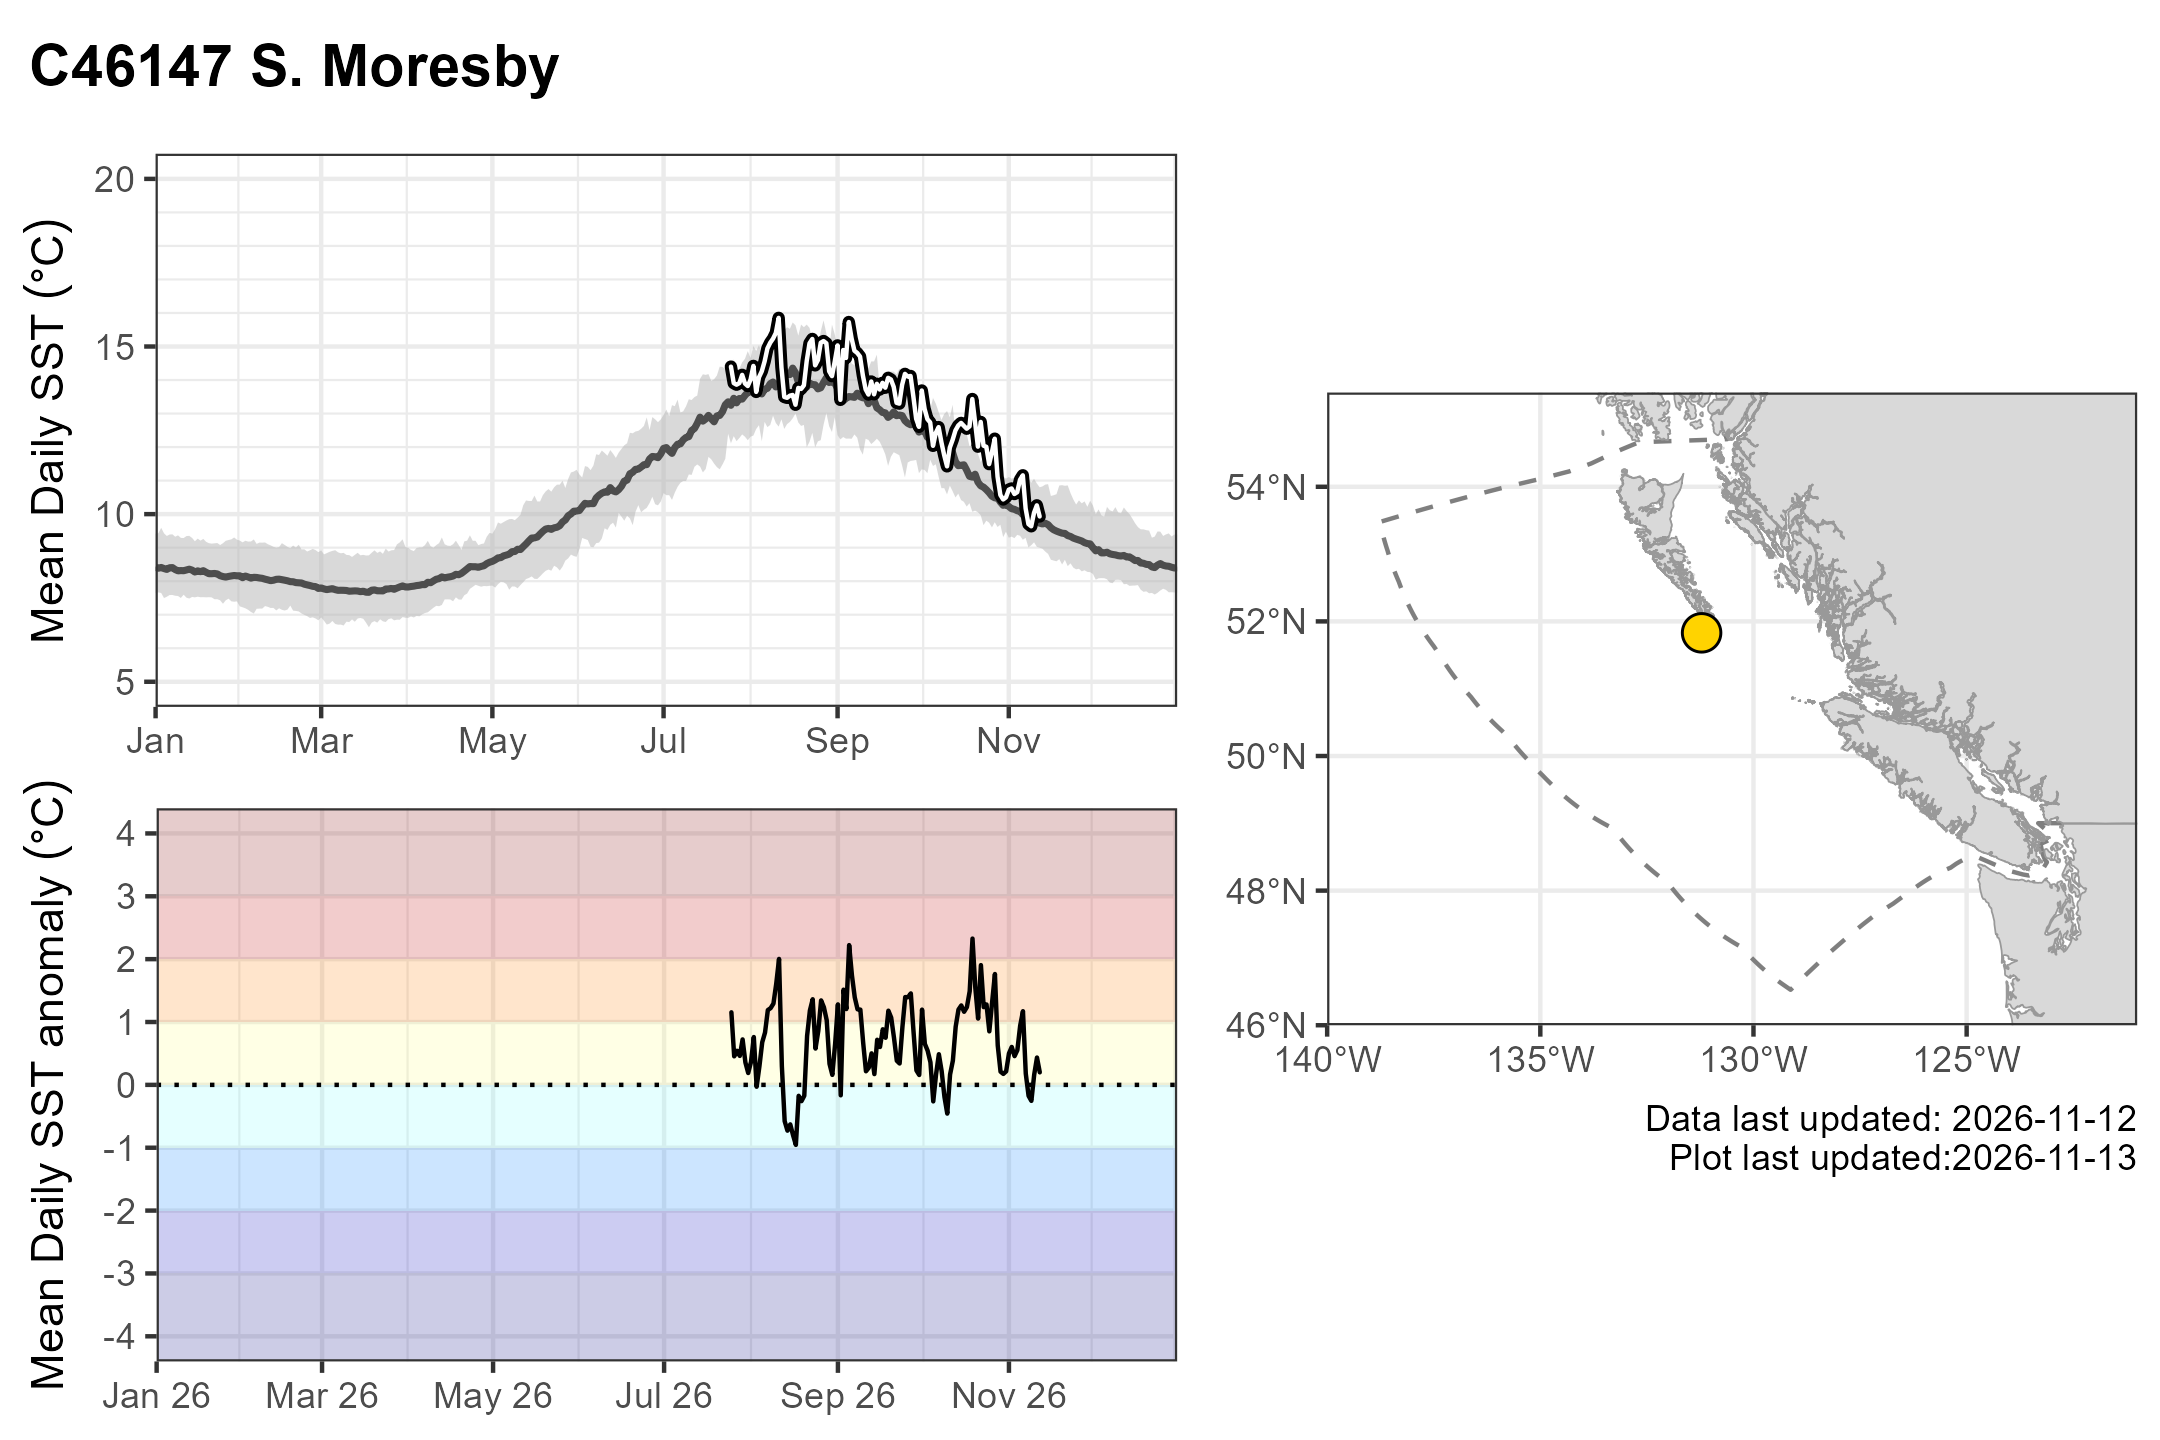 C46147 S. Moresby
Mean Daily SST (°C)
20
15
10
5
Jan Mar May Jul Sep Nov
Mean Daily SST anomaly (°C)
4
3
2
1
0
-1
-2
-3
-4
Jan 26 Mar 26 May 26 Jul 26 Sep 26 Nov 26
54°N
52°N
50°N
48°N
46°N
140°W 135°W 130°W 125°W
Data last updated: 2026-11-12
Plot last updated:2026-11-13